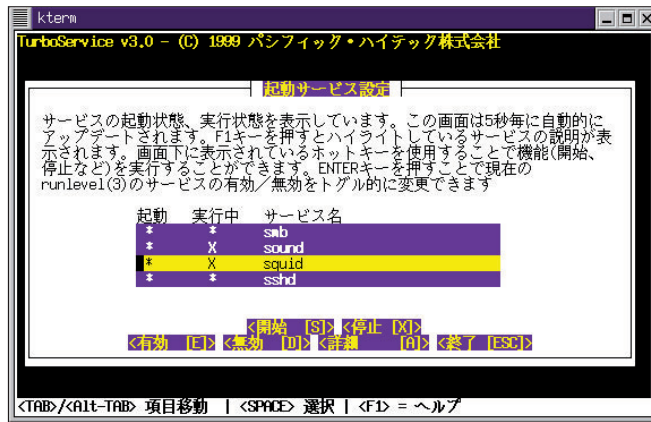 kterm
TurboService v3.0 - (C) 1999 パシフィック・ハイテック株式会社
起動サービス設定
サービスの起動状態、実行状態を表示しています。この画面は5秒毎に自動的に
アップデートされます。F1キーを押すとハイライトしているサービスの説明が表
示されます。画面下に表示されているホットキーを使用することで機能(開始、
停止など)を実行することができます。ENTERキーを押すことで現在の
runlevel(3)のサービスの有効／無効をトグル的に変更できます
起動 実行中 サービス名
* * smb
* X sound
* X squid
* * sshd
<開始 [S]> <停止 [X]>
<有効 [E]> <無効 [D]> <詳細 [A]> <終了 [ESC]>
<TAB>/<Alt-TAB> 項目移動 | <SPACE> 選択 | <F1> = ヘルプ